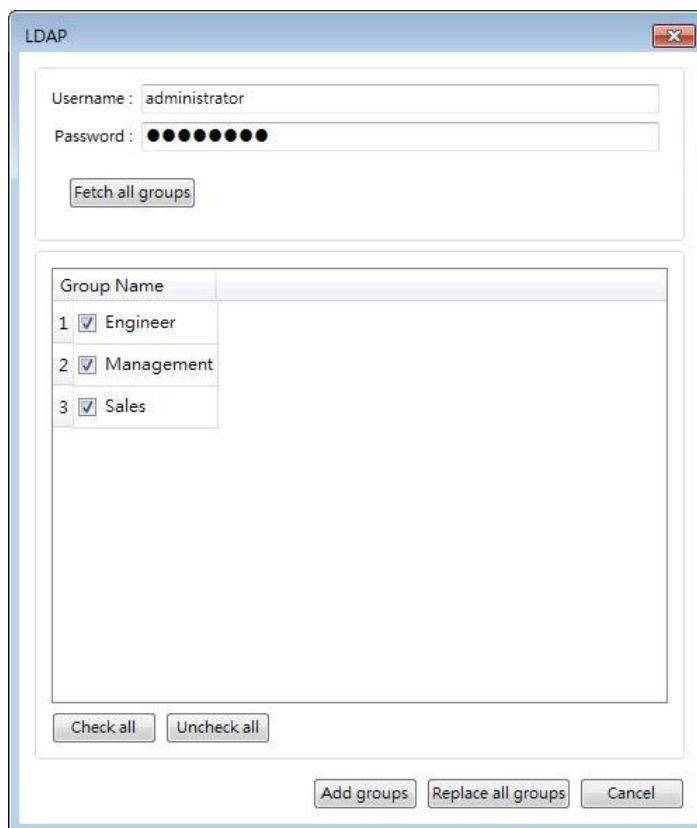 LDAP
Username : administrator
Password : ●●●●●●●●
Fetch all groups
Group Name
1 Engineer
2 Management
3 Sales
Check all Uncheck all
Add groups Replace all groups Cancel